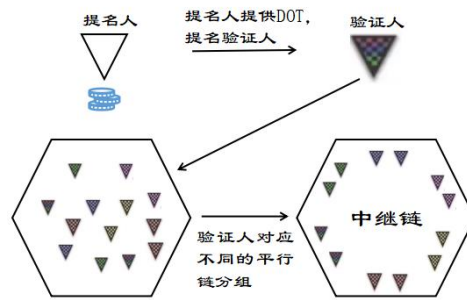 提名人
提名人提供DOT，
提名验证人
验证人
中继链
验证人对应
不同的平行
链分组